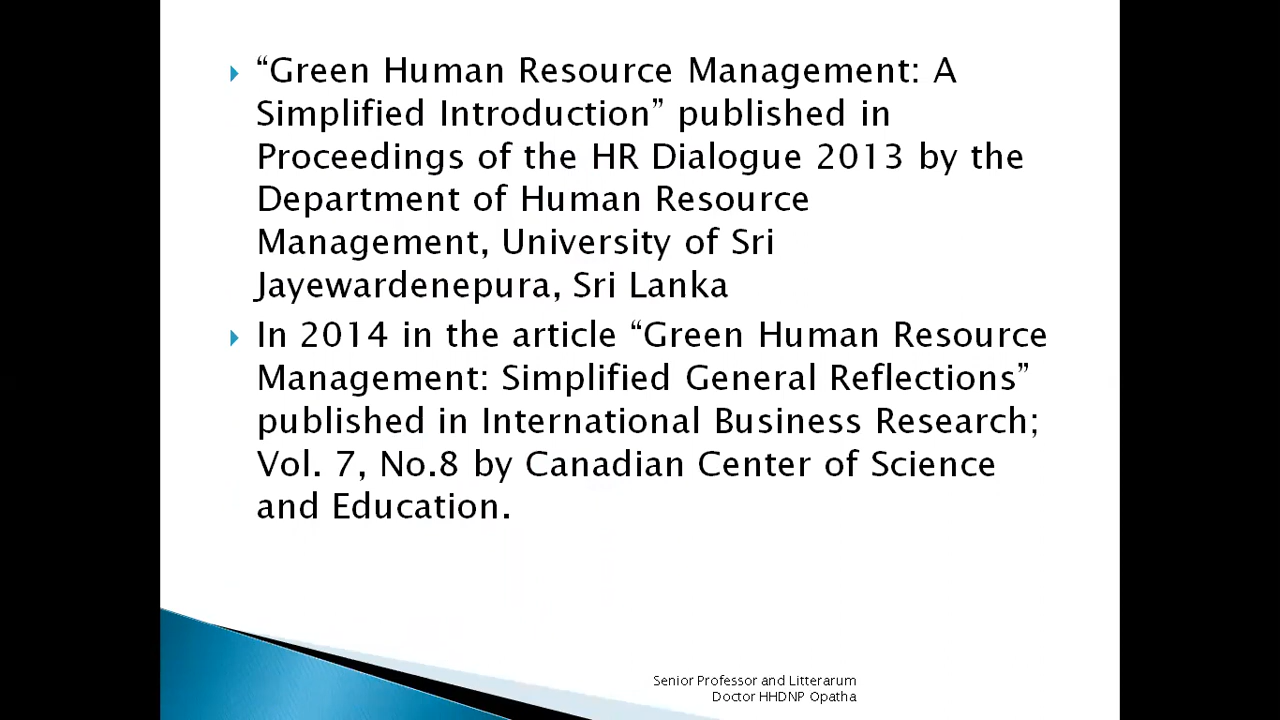 “Green Human Resource Management: A
Simplified Introduction” published in
Proceedings of the HR Dialogue 2013 by the
Department of Human Resource
Management, University of Sri
Jayewardenepura, Sri Lanka
In 2014 in the article “Green Human Resource
Management: Simplified General Reflections”
published in International Business Research;
Vol. 7, No.8 by Canadian Center of Science
and Education.
Senior Professor and Litterarum
Doctor HHDNP Opatha